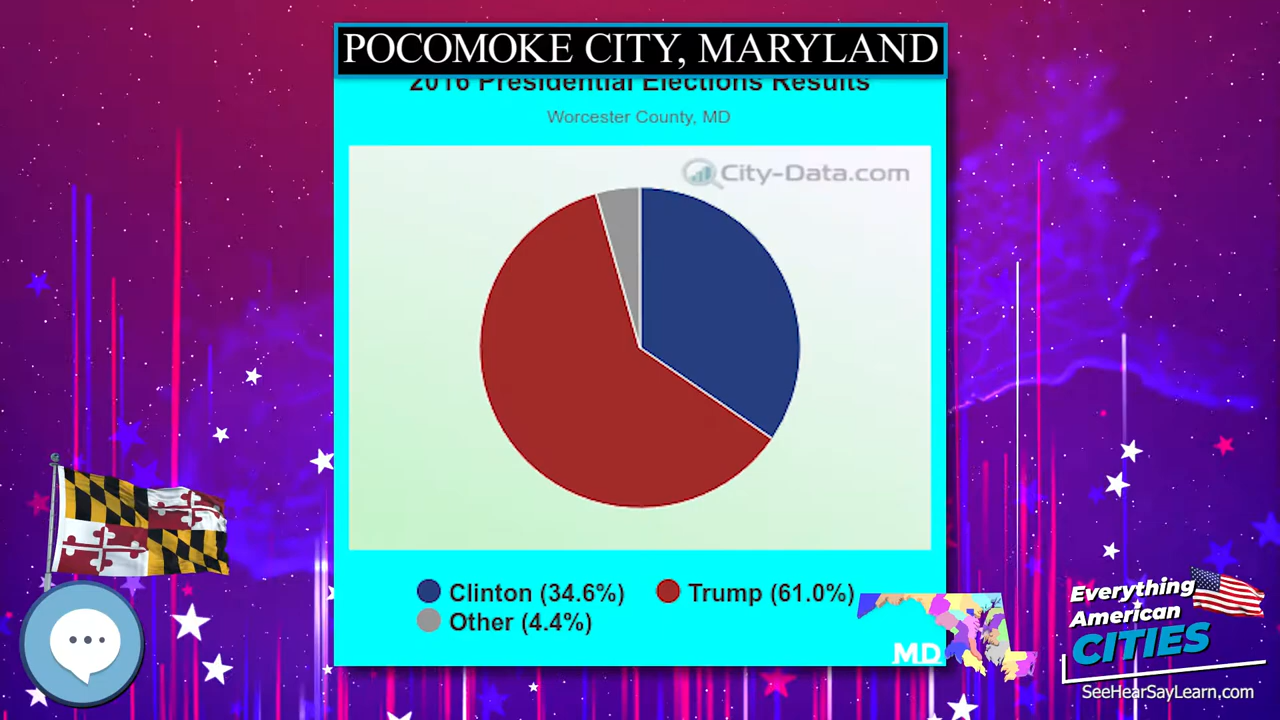 POCOMOKE CITY, MARYLAND
2016 Presidential Elections Results
Worcester County, MD
City-Data.com
Clinton (34.6%) Trump (61.0%)
Other (4.4%)
MD
Everything
American
CITIES
SeeHearSayLearn.com